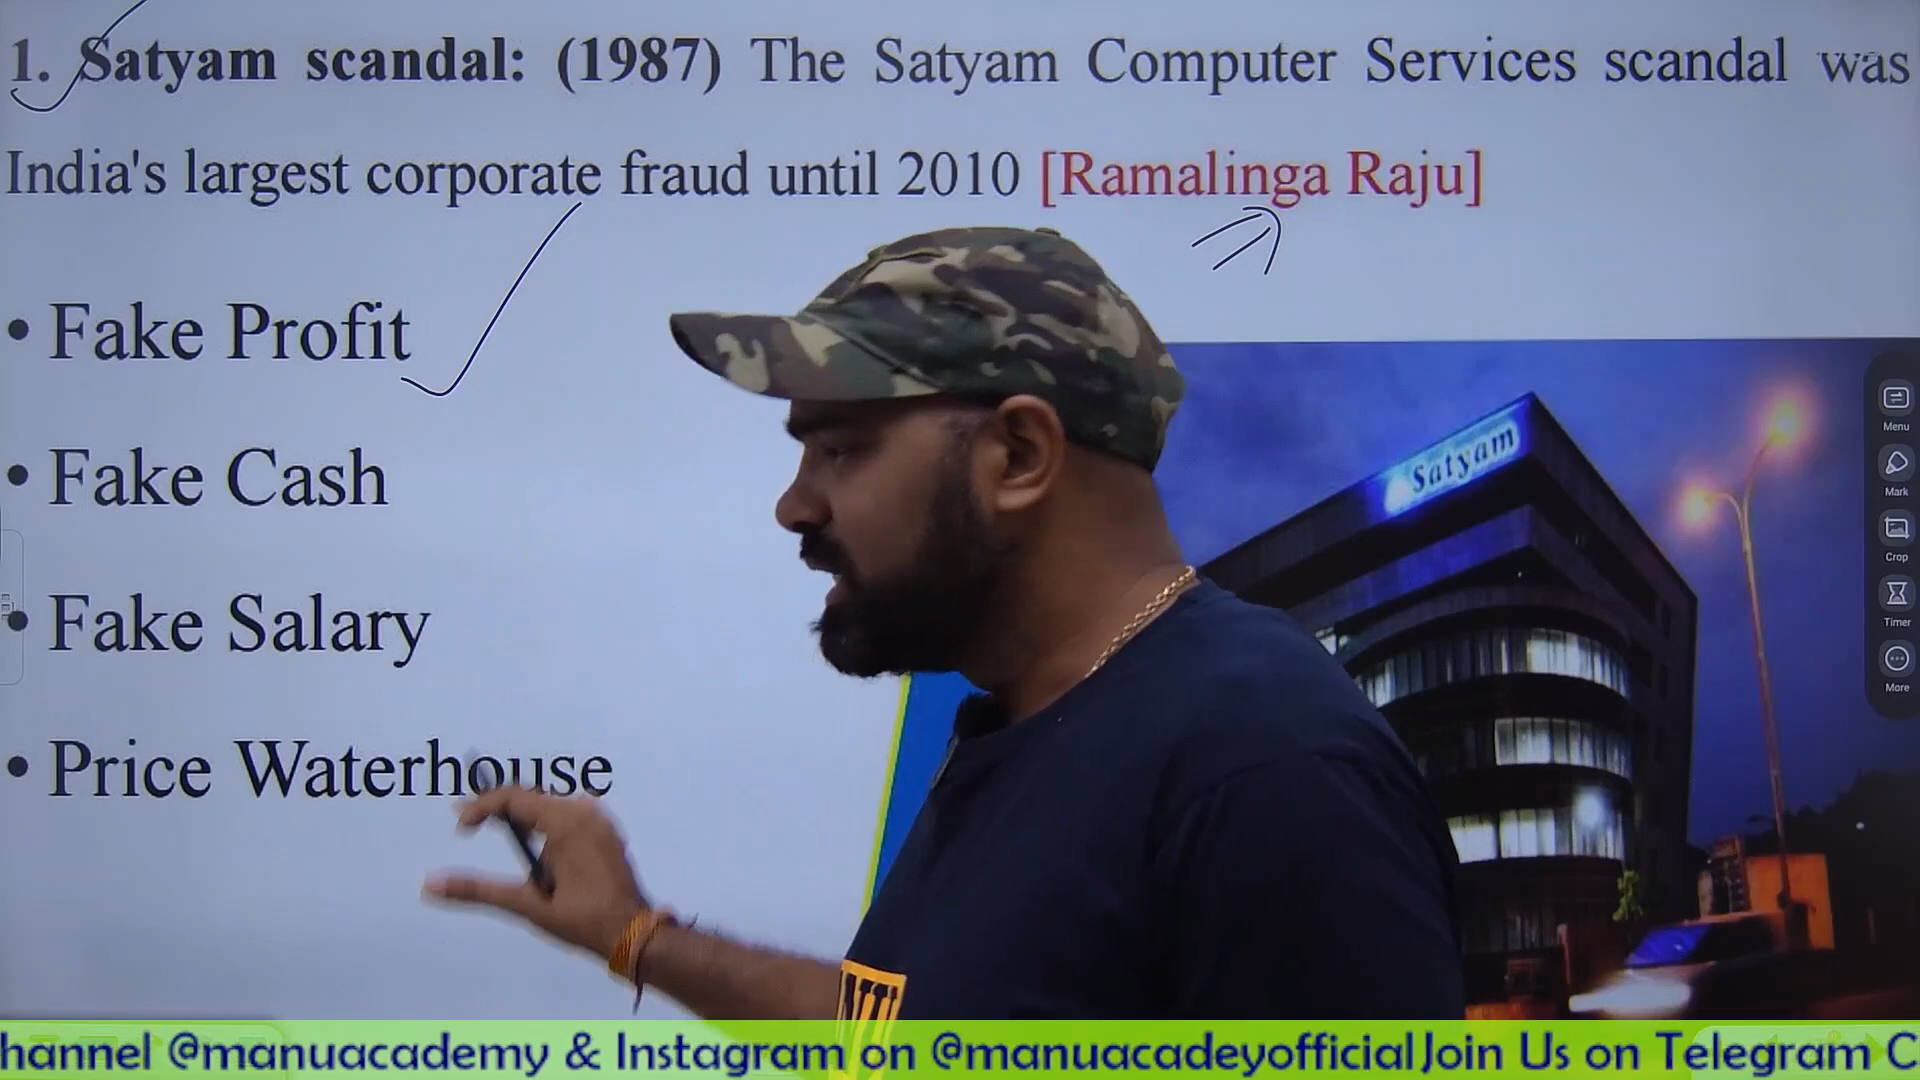 1. Satyam scandal: (1987) The Satyam Computer Services scandal was
India's largest corporate fraud until 2010 [Ramalinga Raju]
• Fake Profit
• Fake Cash
• Fake Salary
• Price Waterhouse
Satyam
Menu
Mark
Crop
Timer
More
hannel @manuacademy & Instagram on @manuacadeyofficial Join Us on Telegram C